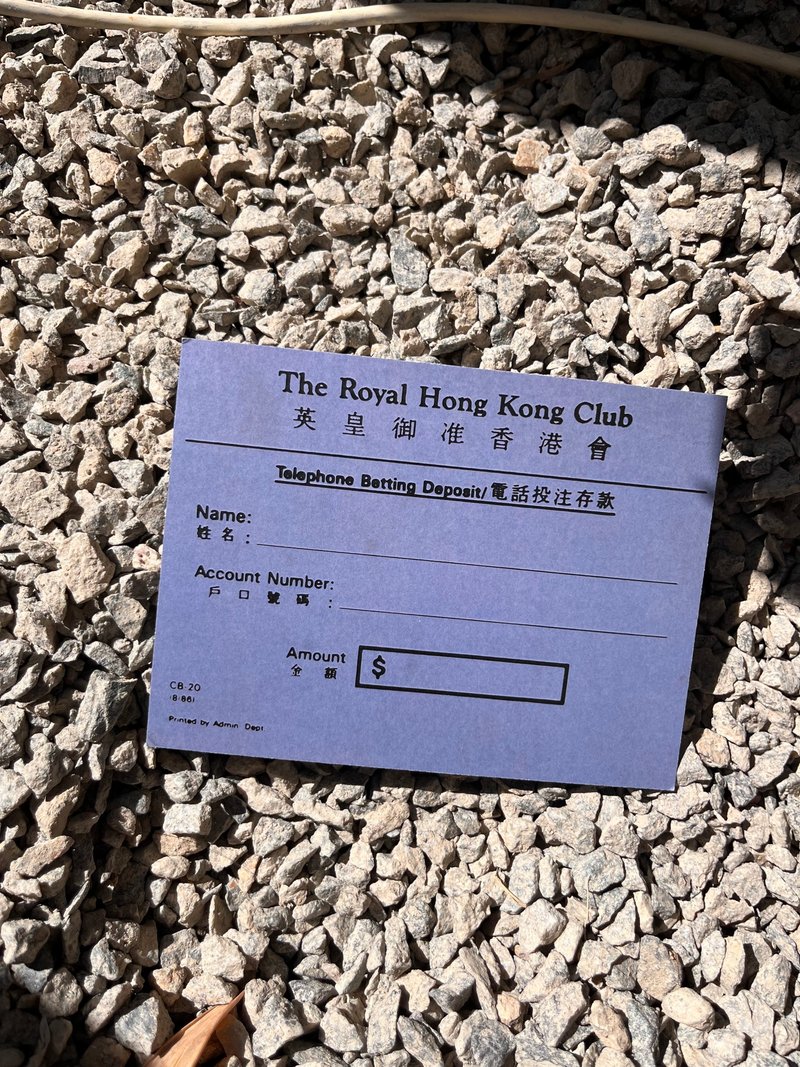 The Royal Hong Kong Club
英皇御准香港會
Telephone Betting Deposit/電話投注存款
Name:
姓名:
Account Number:
戶口號碼:
Amount
金額
$
CB-20
(8/86)
Printed by Admin Dept